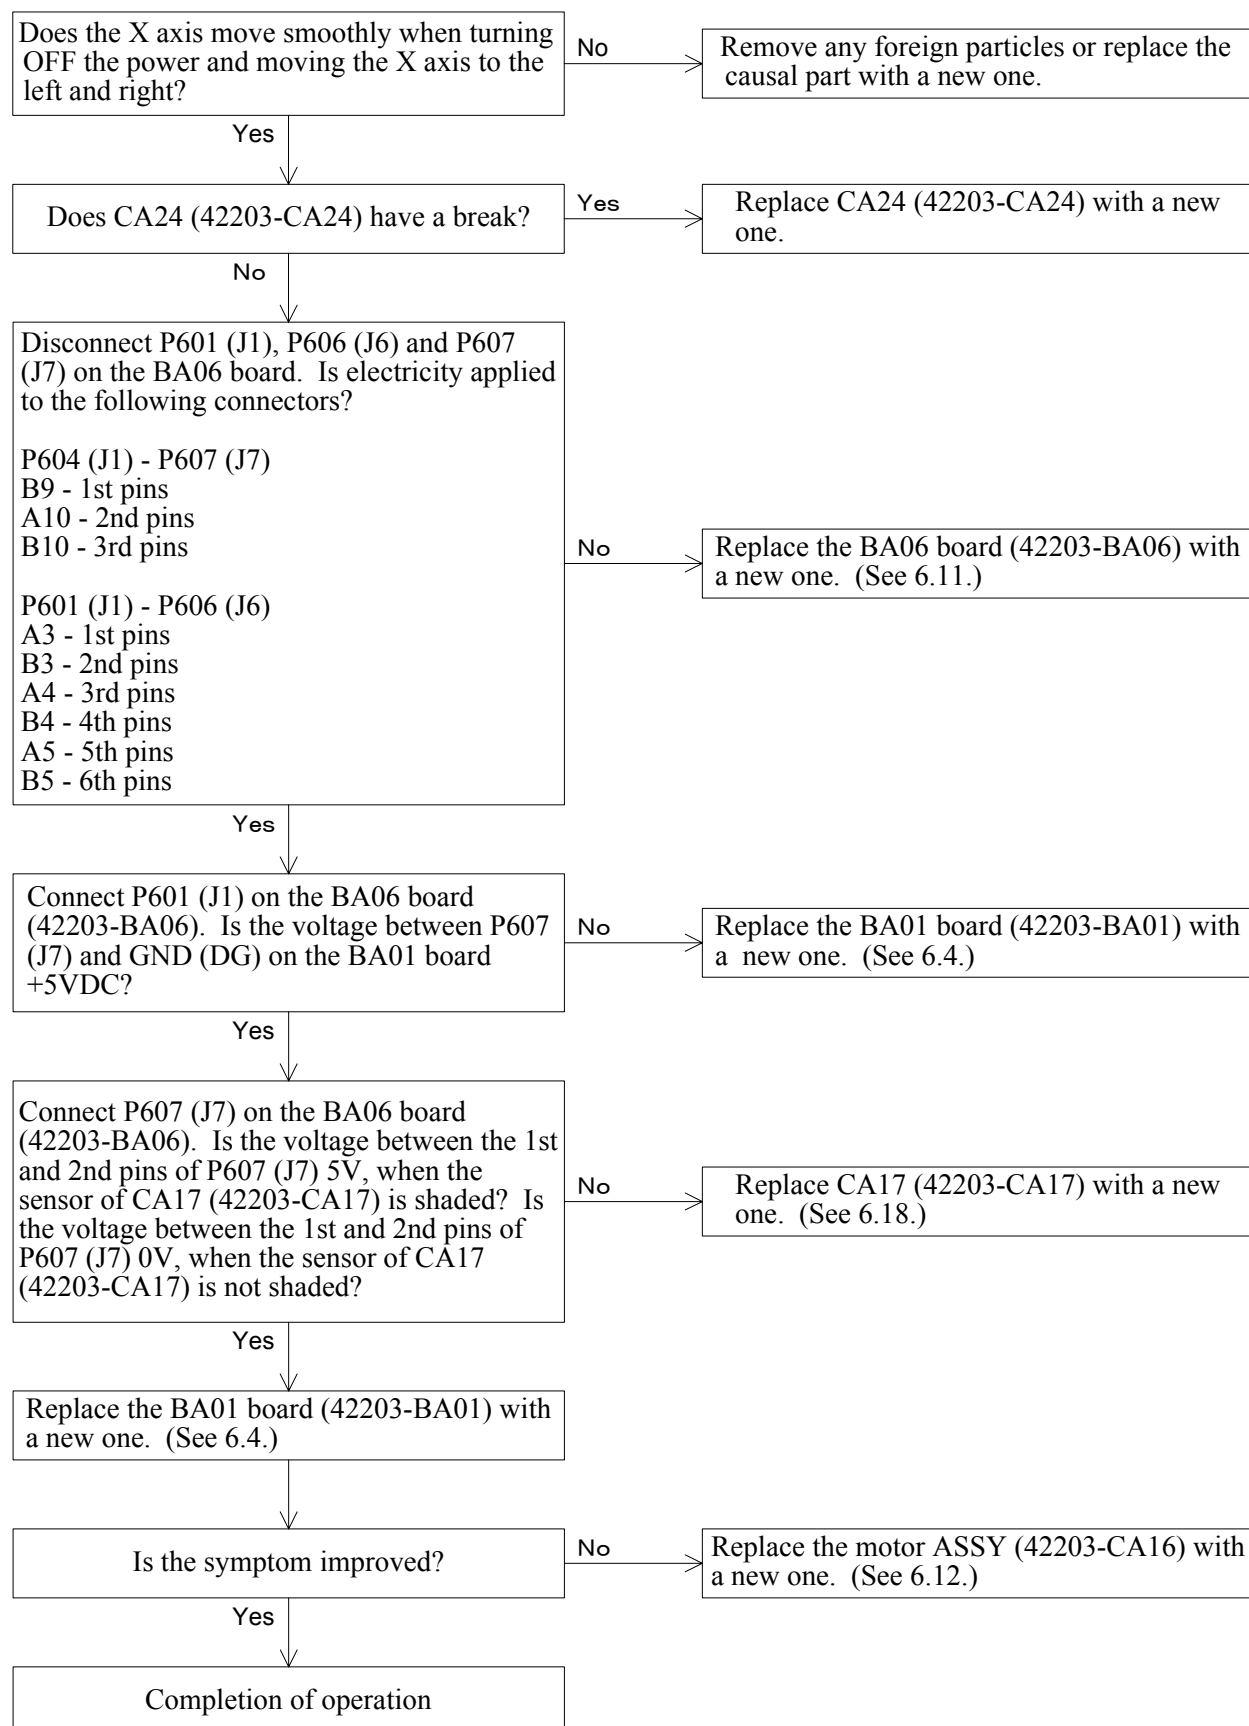 Does the X axis move smoothly when turning
OFF the power and moving the X axis to the
left and right?
No
Remove any foreign particles or replace the
causal part with a new one.
Yes
Does CA24 (42203-CA24) have a break?
Yes
Replace CA24 (42203-CA24) with a new
one.
No
Disconnect P601 (J1), P606 (J6) and P607
(J7) on the BA06 board.  Is electricity applied
to the following connectors?
P604 (J1) - P607 (J7)
B9 - 1st pins
A10 - 2nd pins
B10 - 3rd pins
P601 (J1) - P606 (J6)
A3 - 1st pins
B3 - 2nd pins
A4 - 3rd pins
B4 - 4th pins
A5 - 5th pins
B5 - 6th pins
No
Replace the BA06 board (42203-BA06) with
a new one.  (See 6.11.)
Yes
Connect P601 (J1) on the BA06 board
(42203-BA06).  Is the voltage between P607
(J7) and GND (DG) on the BA01 board
+5VDC?
No
Replace the BA01 board (42203-BA01) with
a  new one.  (See 6.4.)
Yes
Connect P607 (J7) on the BA06 board
(42203-BA06).  Is the voltage between the 1st
and 2nd pins of P607 (J7) 5V, when the
sensor of CA17 (42203-CA17) is shaded?  Is
the voltage between the 1st and 2nd pins of
P607 (J7) 0V, when the sensor of CA17
(42203-CA17) is not shaded?
No
Replace CA17 (42203-CA17) with a new
one.  (See 6.18.)
Yes
Replace the BA01 board (42203-BA01) with
a new one.  (See 6.4.)
Is the symptom improved?
No
Replace the motor ASSY (42203-CA16) with
a new one.  (See 6.12.)
Yes
Completion of operation